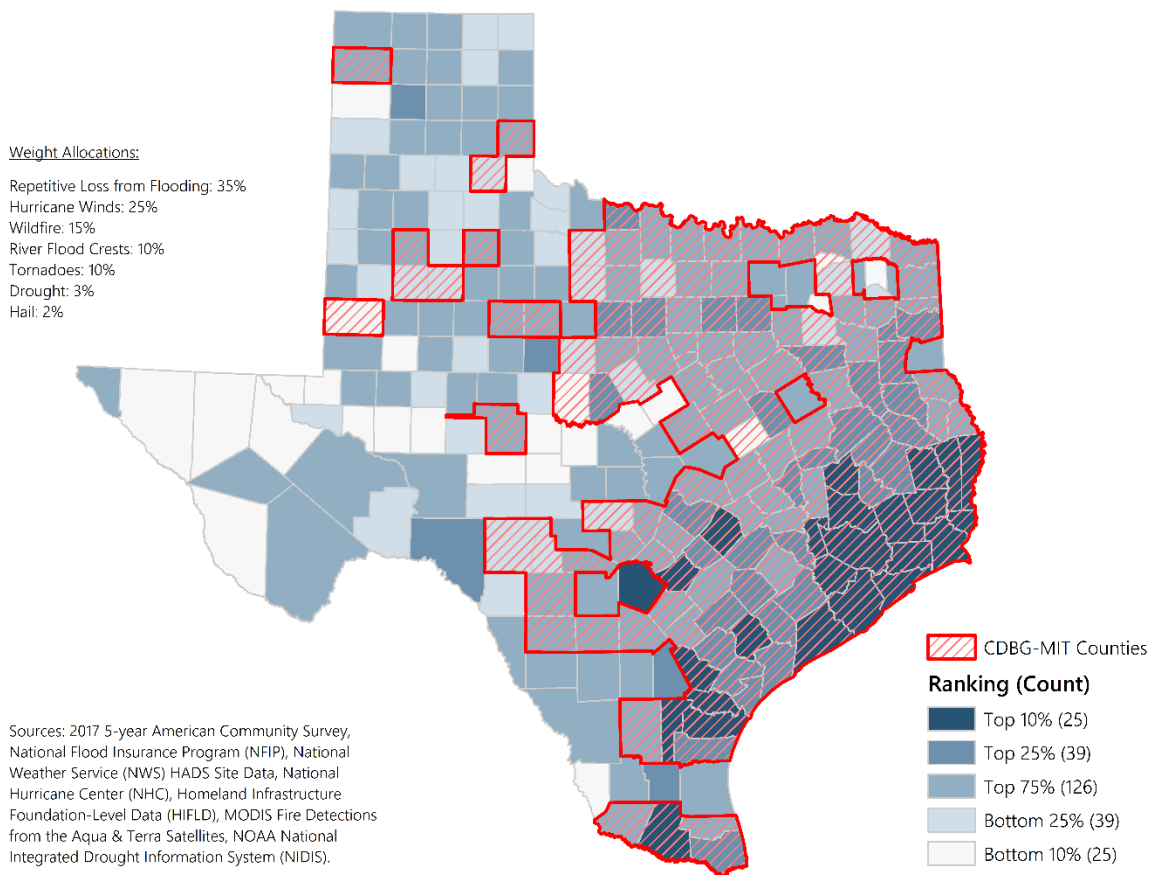 Weight Allocations:
Repetitive Loss from Flooding: 35%
Hurricane Winds: 25%
Wildfire: 15%
River Flood Crests: 10%
Tornadoes: 10%
Drought: 3%
Hail: 2%
CDBG-MIT Counties
Ranking (Count)
Top 10% (25)
Top 25% (39)
Top 75% (126)
Bottom 25% (39)
Bottom 10% (25)
Sources: 2017 5-year American Community Survey,
National Flood Insurance Program (NFIP), National
Weather Service (NWS) HADS Site Data, National
Hurricane Center (NHC), Homeland Infrastructure
Foundation-Level Data (HIFLD), MODIS Fire Detections
from the Aqua & Terra Satellites, NOAA National
Integrated Drought Information System (NIDIS).